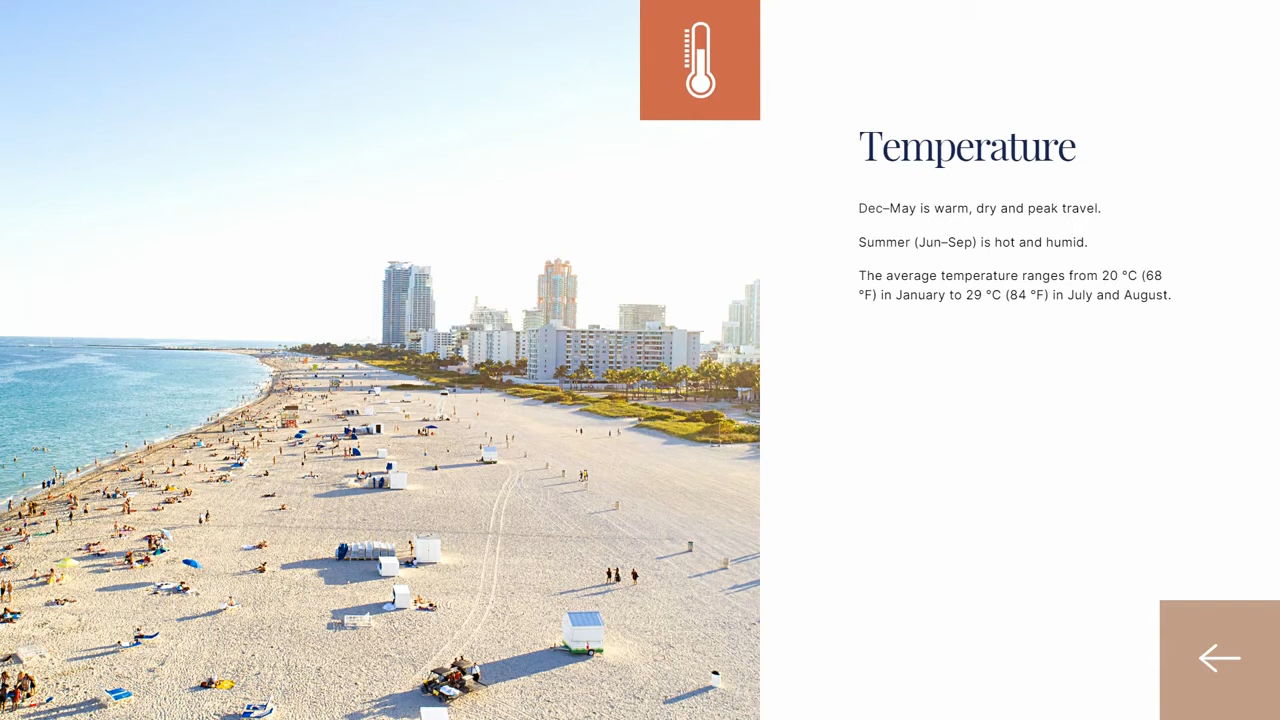 Temperature
Dec–May is warm, dry and peak travel.
Summer (Jun–Sep) is hot and humid.
The average temperature ranges from 20 °C (68
°F) in January to 29 °C (84 °F) in July and August.